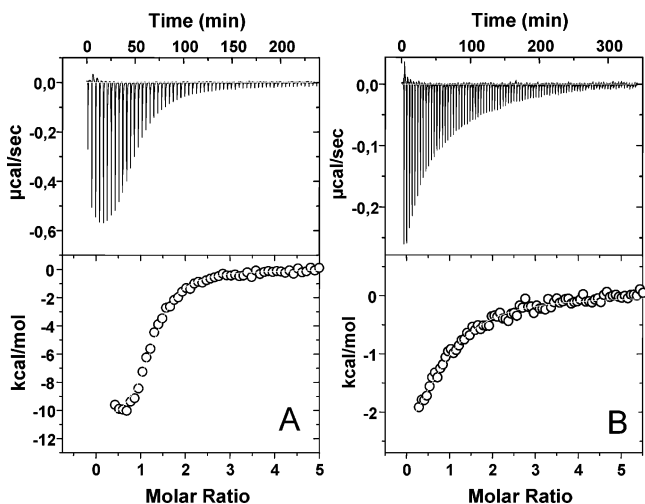 Time (min)
0 50 100 150 200
0,0
-0,2
-0,4
-0,6
µcal/sec
0
-2
-4
-6
-8
-10
-12
kcal/mol
A
0 1 2 3 4 5
Molar Ratio
Time (min)
0 100 200 300
0,0
-0,1
-0,2
µcal/sec
0
-1
-2
kcal/mol
B
0 1 2 3 4 5
Molar Ratio